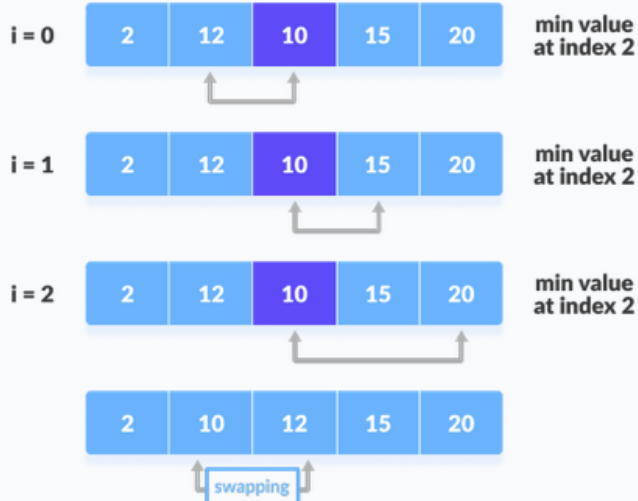 i = 0 2 12 10 15 20 min value
at index 2
i = 1 2 12 10 15 20 min value
at index 2
i = 2 2 12 10 15 20 min value
at index 2
2 10 12 15 20
swapping